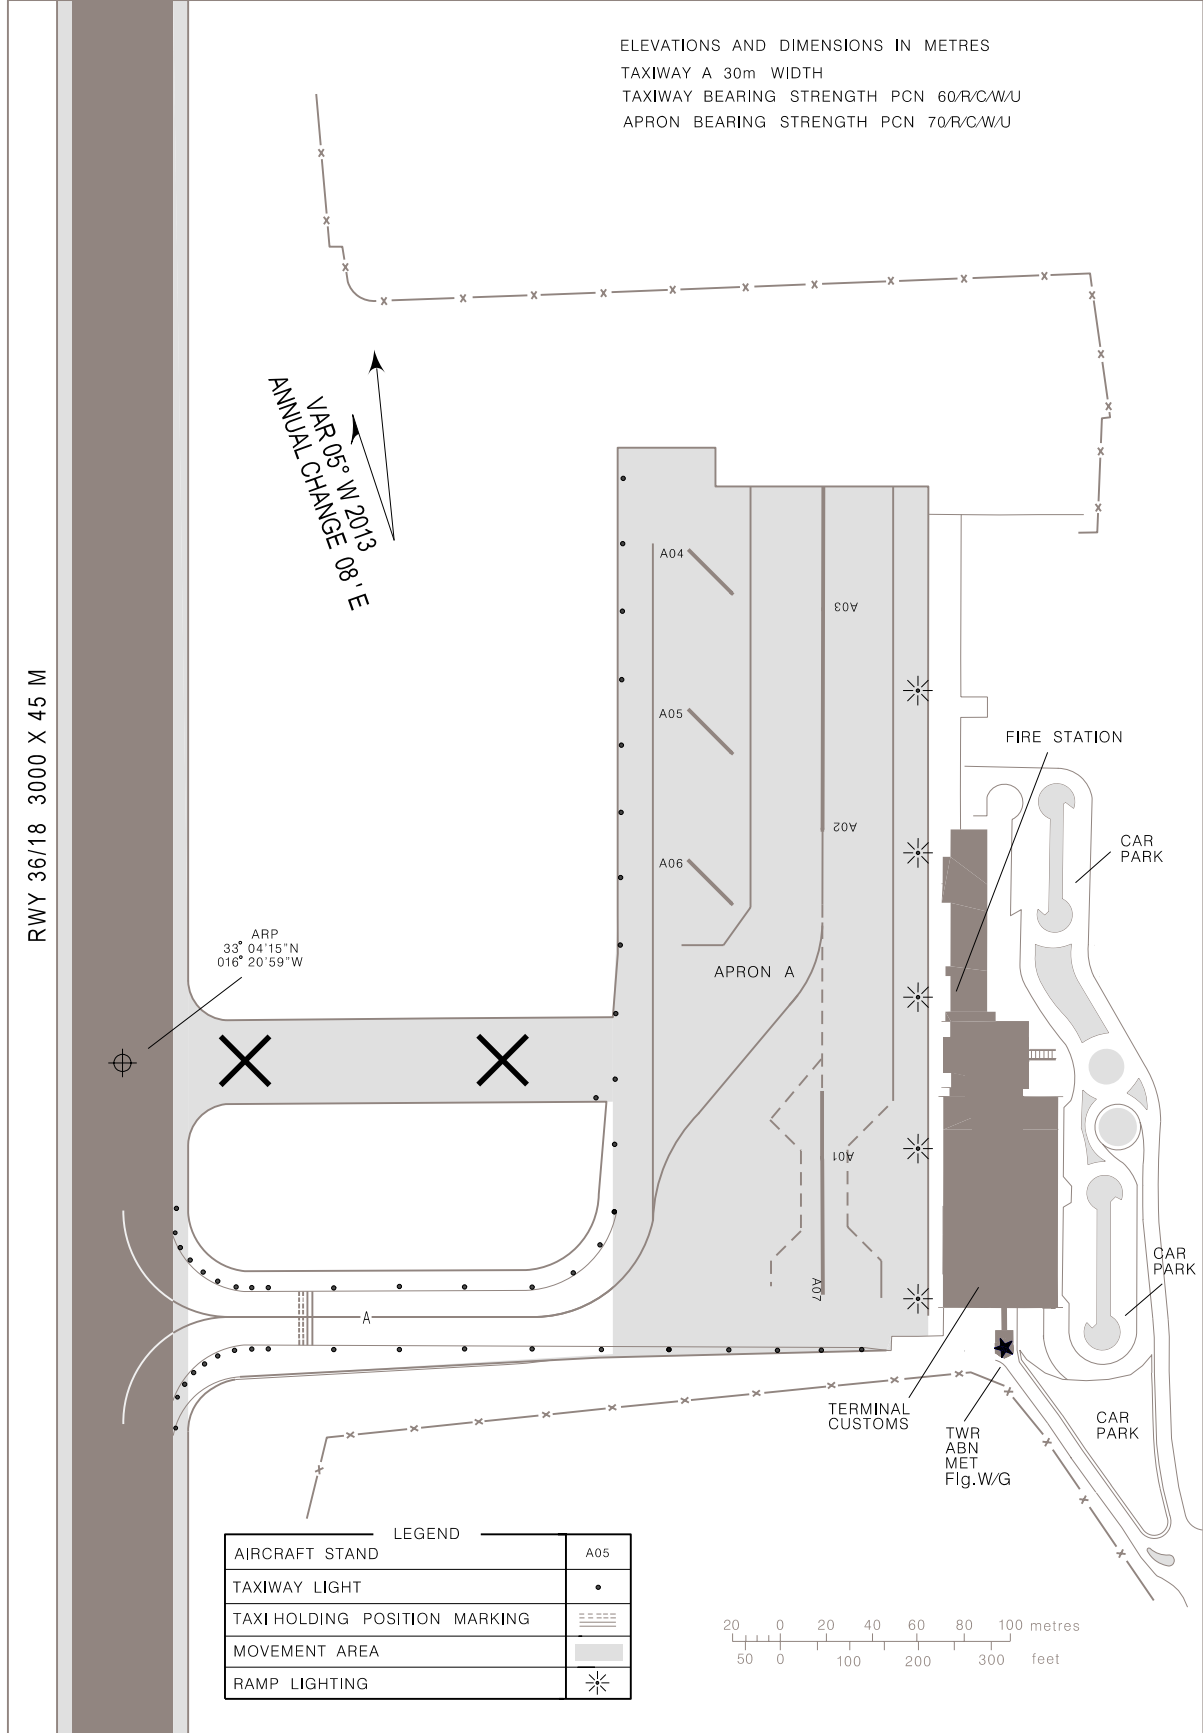 ELEVATIONS AND DIMENSIONS IN METRES
TAXIWAY A 30m WIDTH
TAXIWAY BEARING STRENGTH PCN 60/R/C/W/U
APRON BEARING STRENGTH PCN 70/R/C/W/U
VAR 05° W 2013
ANNUAL CHANGE 08 ' E
RWY 36/18 3000 X 45 M
A04
A03
A05
FIRE STATION
A02
CAR
PARK
A06
ARP
33° 04'15"N
016° 20'59"W
APRON A
A01
CAR
PARK
A07
A
TERMINAL
CUSTOMS
TWR
ABN
MET
Flg.W/G
CAR
PARK
LEGEND
AIRCRAFT STAND A05
TAXIWAY LIGHT
TAXI HOLDING POSITION MARKING
MOVEMENT AREA
RAMP LIGHTING
20 0 20 40 60 80 100 metres
50 0 100 200 300 feet